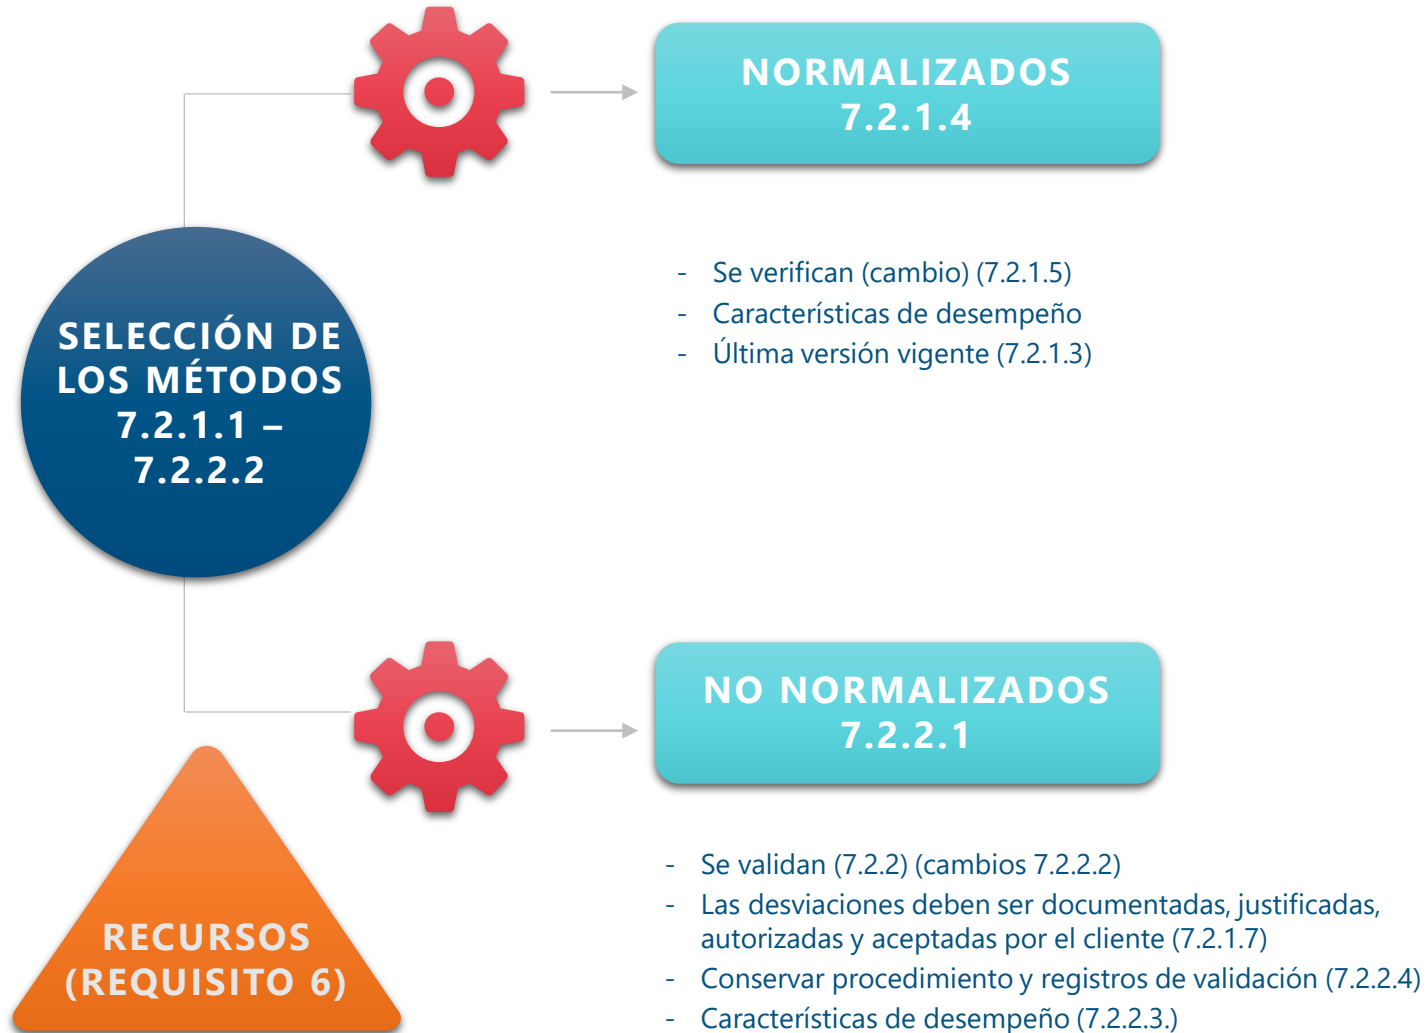 NORMALIZADOS
7.2.1.4
- Se verifican (cambio) (7.2.1.5)
- Características de desempeño
- Última versión vigente (7.2.1.3)
SELECCIÓN DE
LOS MÉTODOS
7.2.1.1 –
7.2.2.2
NO NORMALIZADOS
7.2.2.1
- Se validan (7.2.2) (cambios 7.2.2.2)
- Las desviaciones deben ser documentadas, justificadas,
autorizadas y aceptadas por el cliente (7.2.1.7)
- Conservar procedimiento y registros de validación (7.2.2.4)
- Características de desempeño (7.2.2.3.)
RECURSOS
(REQUISITO 6)